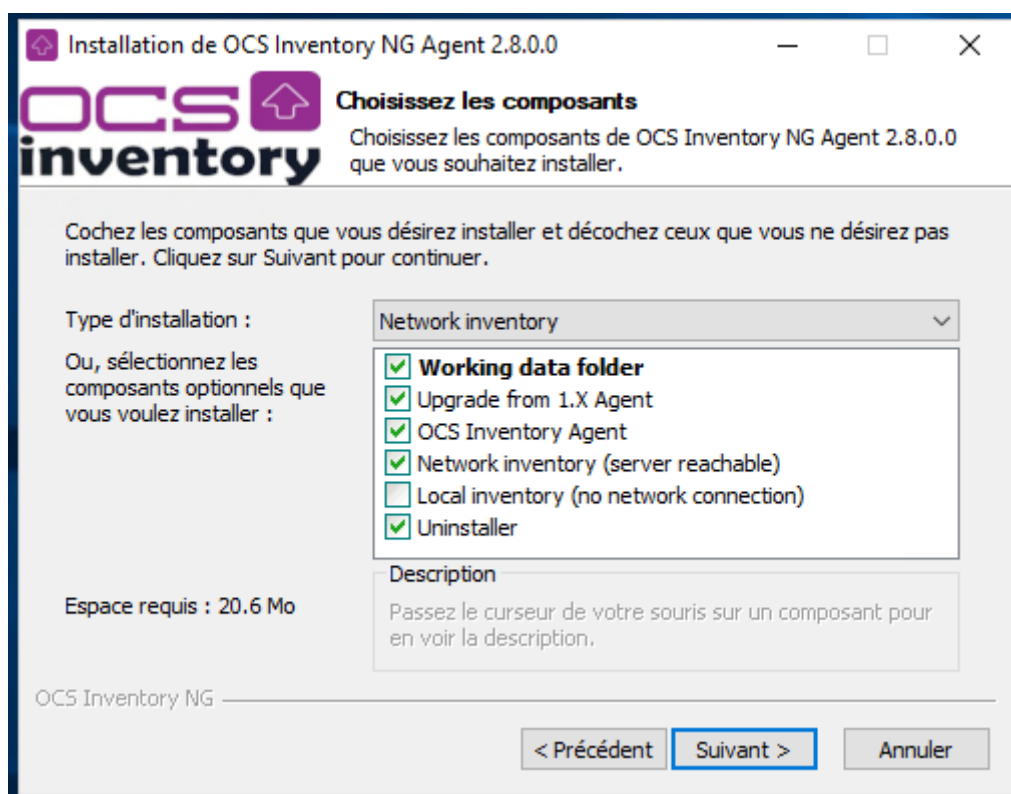 Installation de OCS Inventory NG Agent 2.8.0.0
OCS
inventory
Choisissez les composants
Choisissez les composants de OCS Inventory NG Agent 2.8.0.0
que vous souhaitez installer.
Cochez les composants que vous désirez installer et décochez ceux que vous ne désirez pas
installer. Cliquez sur Suivant pour continuer.
Type d'installation :
Network inventory
Ou, sélectionnez les
composants optionnels que
vous voulez installer :
Working data folder
Upgrade from 1.X Agent
OCS Inventory Agent
Network inventory (server reachable)
Local inventory (no network connection)
Uninstaller
Espace requis : 20.6 Mo
Description
Passez le curseur de votre souris sur un composant pour
en voir la description.
OCS Inventory NG
< Précédent
Suivant >
Annuler